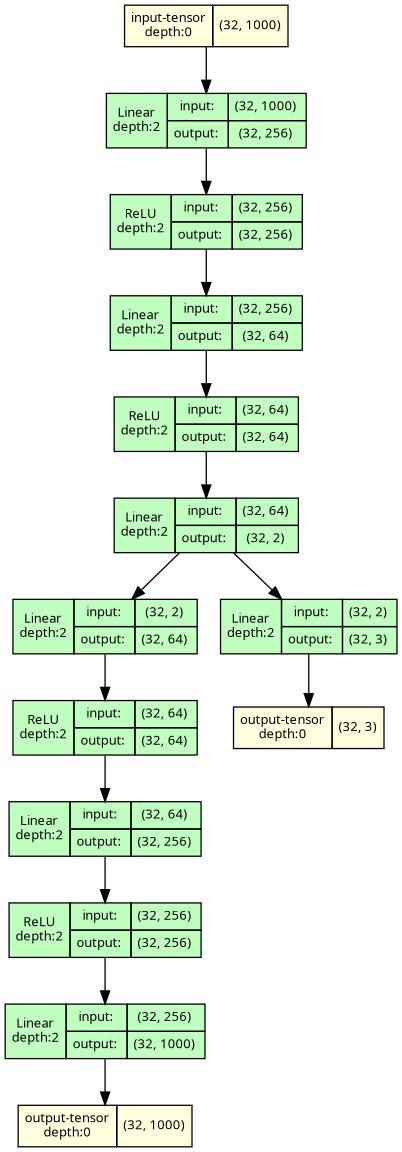 input-tensor
depth:0
(32, 1000)
Linear
depth:2
input:
(32, 1000)
output:
(32, 256)
ReLU
depth:2
input:
(32, 256)
output:
(32, 256)
Linear
depth:2
input:
(32, 256)
output:
(32, 64)
ReLU
depth:2
input:
(32, 64)
output:
(32, 64)
Linear
depth:2
input:
(32, 64)
output:
(32, 2)
Linear
depth:2
input:
(32, 2)
output:
(32, 64)
Linear
depth:2
input:
(32, 2)
output:
(32, 3)
ReLU
depth:2
input:
(32, 64)
output:
(32, 64)
output-tensor
depth:0
(32, 3)
Linear
depth:2
input:
(32, 64)
output:
(32, 256)
ReLU
depth:2
input:
(32, 256)
output:
(32, 256)
Linear
depth:2
input:
(32, 256)
output:
(32, 1000)
output-tensor
depth:0
(32, 1000)